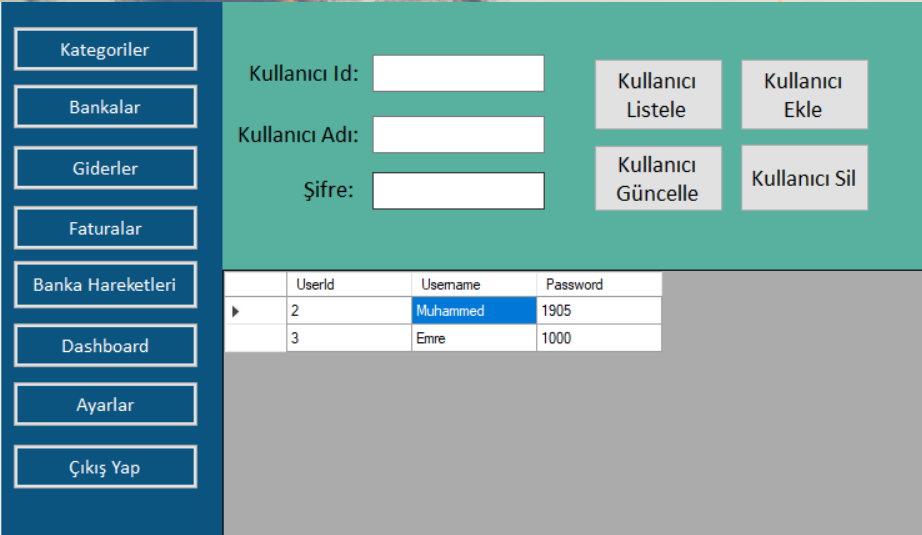 Kategoriler
Bankalar
Giderler
Faturalar
Banka Hareketleri
Dashboard
Ayarlar
Çıkış Yap
Kullanıcı Id:
Kullanıcı Adı:
Şifre:
Kullanıcı
Listele
Kullanıcı
Ekle
Kullanıcı
Güncelle
Kullanıcı Sil
UserId Username Password
2 Muhammed 1905
3 Emre 1000